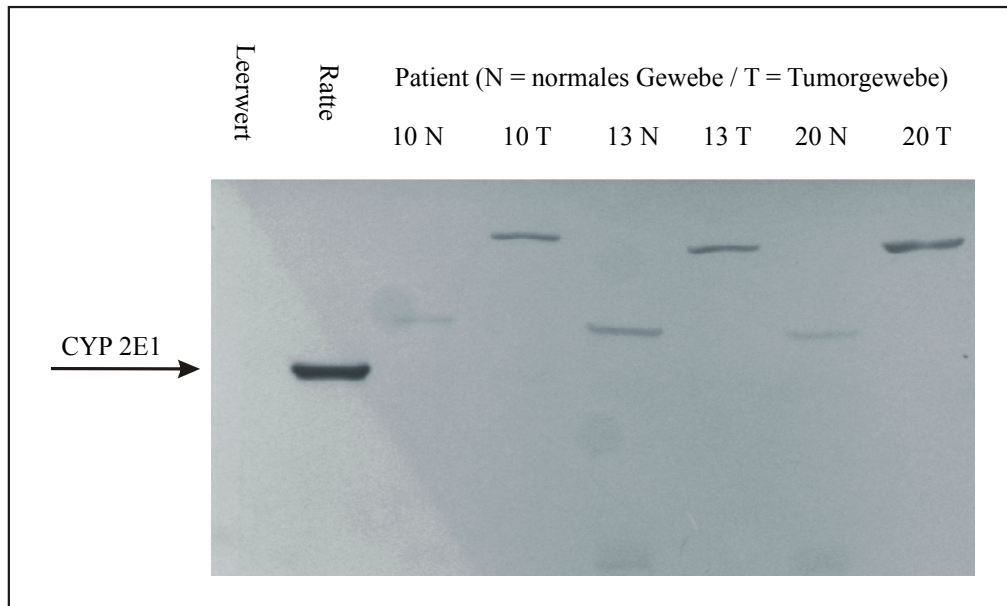 Leerwert
Ratte
Patient (N = normales Gewebe / T = Tumorgewebe)
10 N 10 T 13 N 13 T 20 N 20 T
CYP 2E1